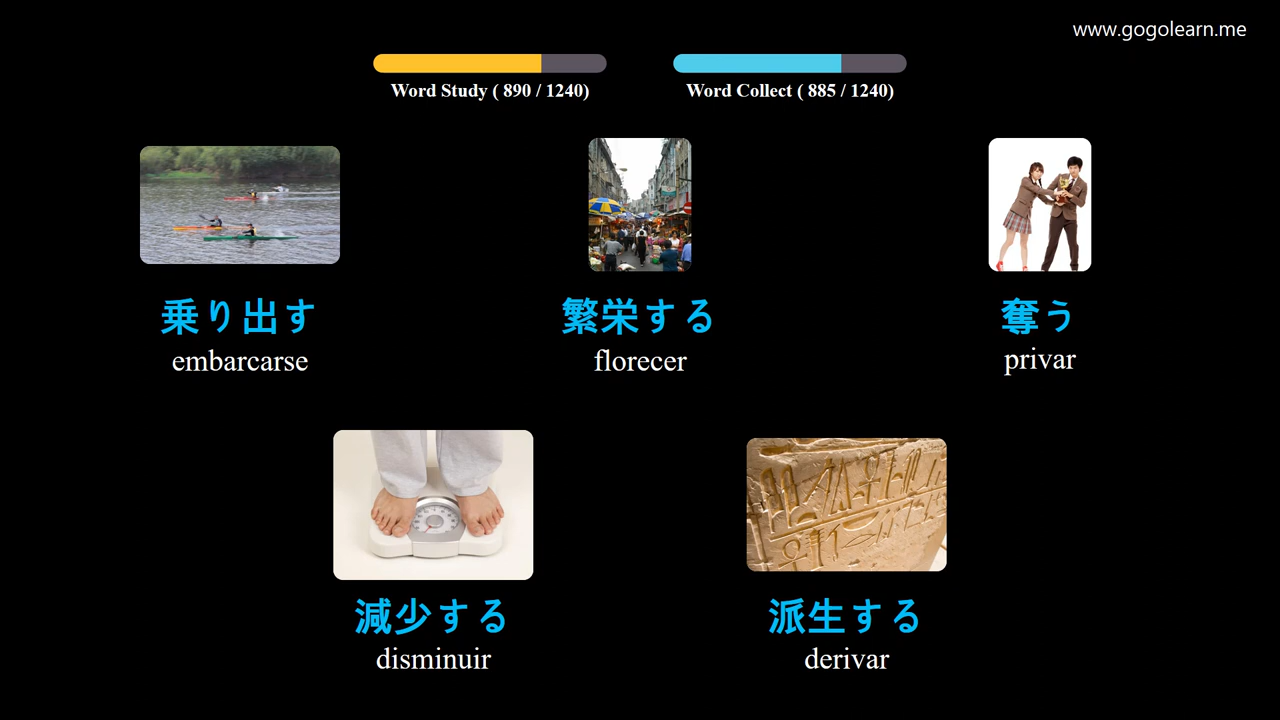 www.gogolearn.me
Word Study ( 890 / 1240)
Word Collect ( 885 / 1240)
乗り出す
embarcarse
繁栄する
florecer
奪う
privar
減少する
disminuir
派生する
derivar